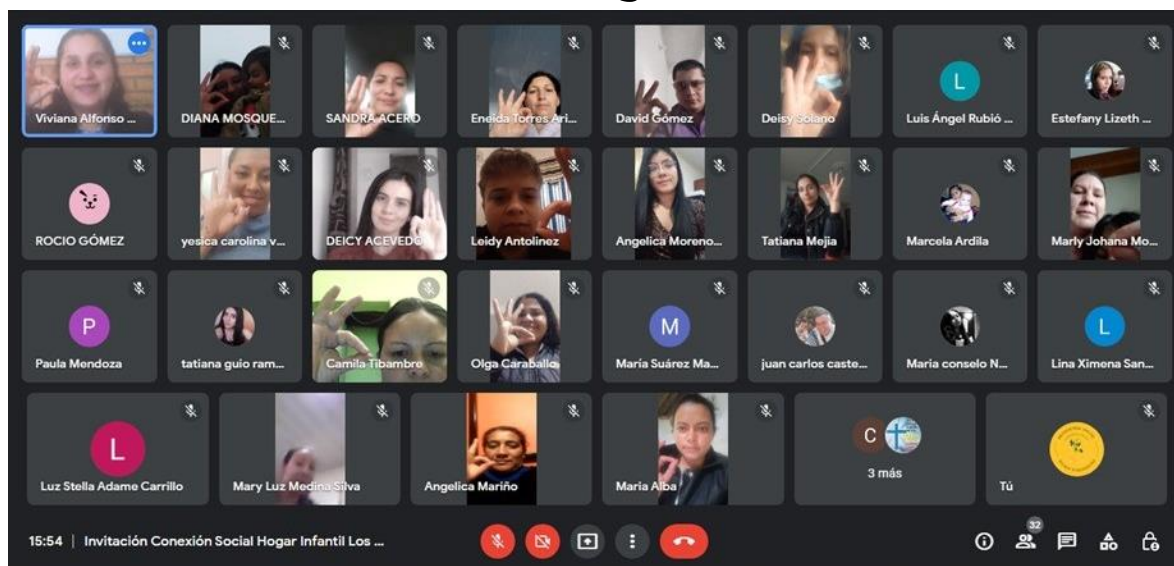 Viviana Alfonso ...
DIANA MOSQUE...
SANDRA ACERO
Eneida Torres Ari...
David Gómez
Deisy Solano
L
Luis Ángel Rubió ...
Estefany Lizeth ...
ROCIO GÓMEZ
yesica carolina v...
DEICY ACEVEDO
Leidy Antolinez
Angelica Moreno...
Tatiana Mejia
Marcela Ardila
Marly Johana Mo...
P
Paula Mendoza
tatiana guio ram...
Camila Tibambre
Olga Caraballo
M
María Suárez Ma...
juan carlos caste...
Maria conselo N...
L
Lina Ximena San...
L
Luz Stella Adame Carrillo
Mary Luz Medina Silva
Angelica Mariño
Maria Alba
C
3 más
Tú
15:54 | Invitación Conexión Social Hogar Infantil Los ...
32